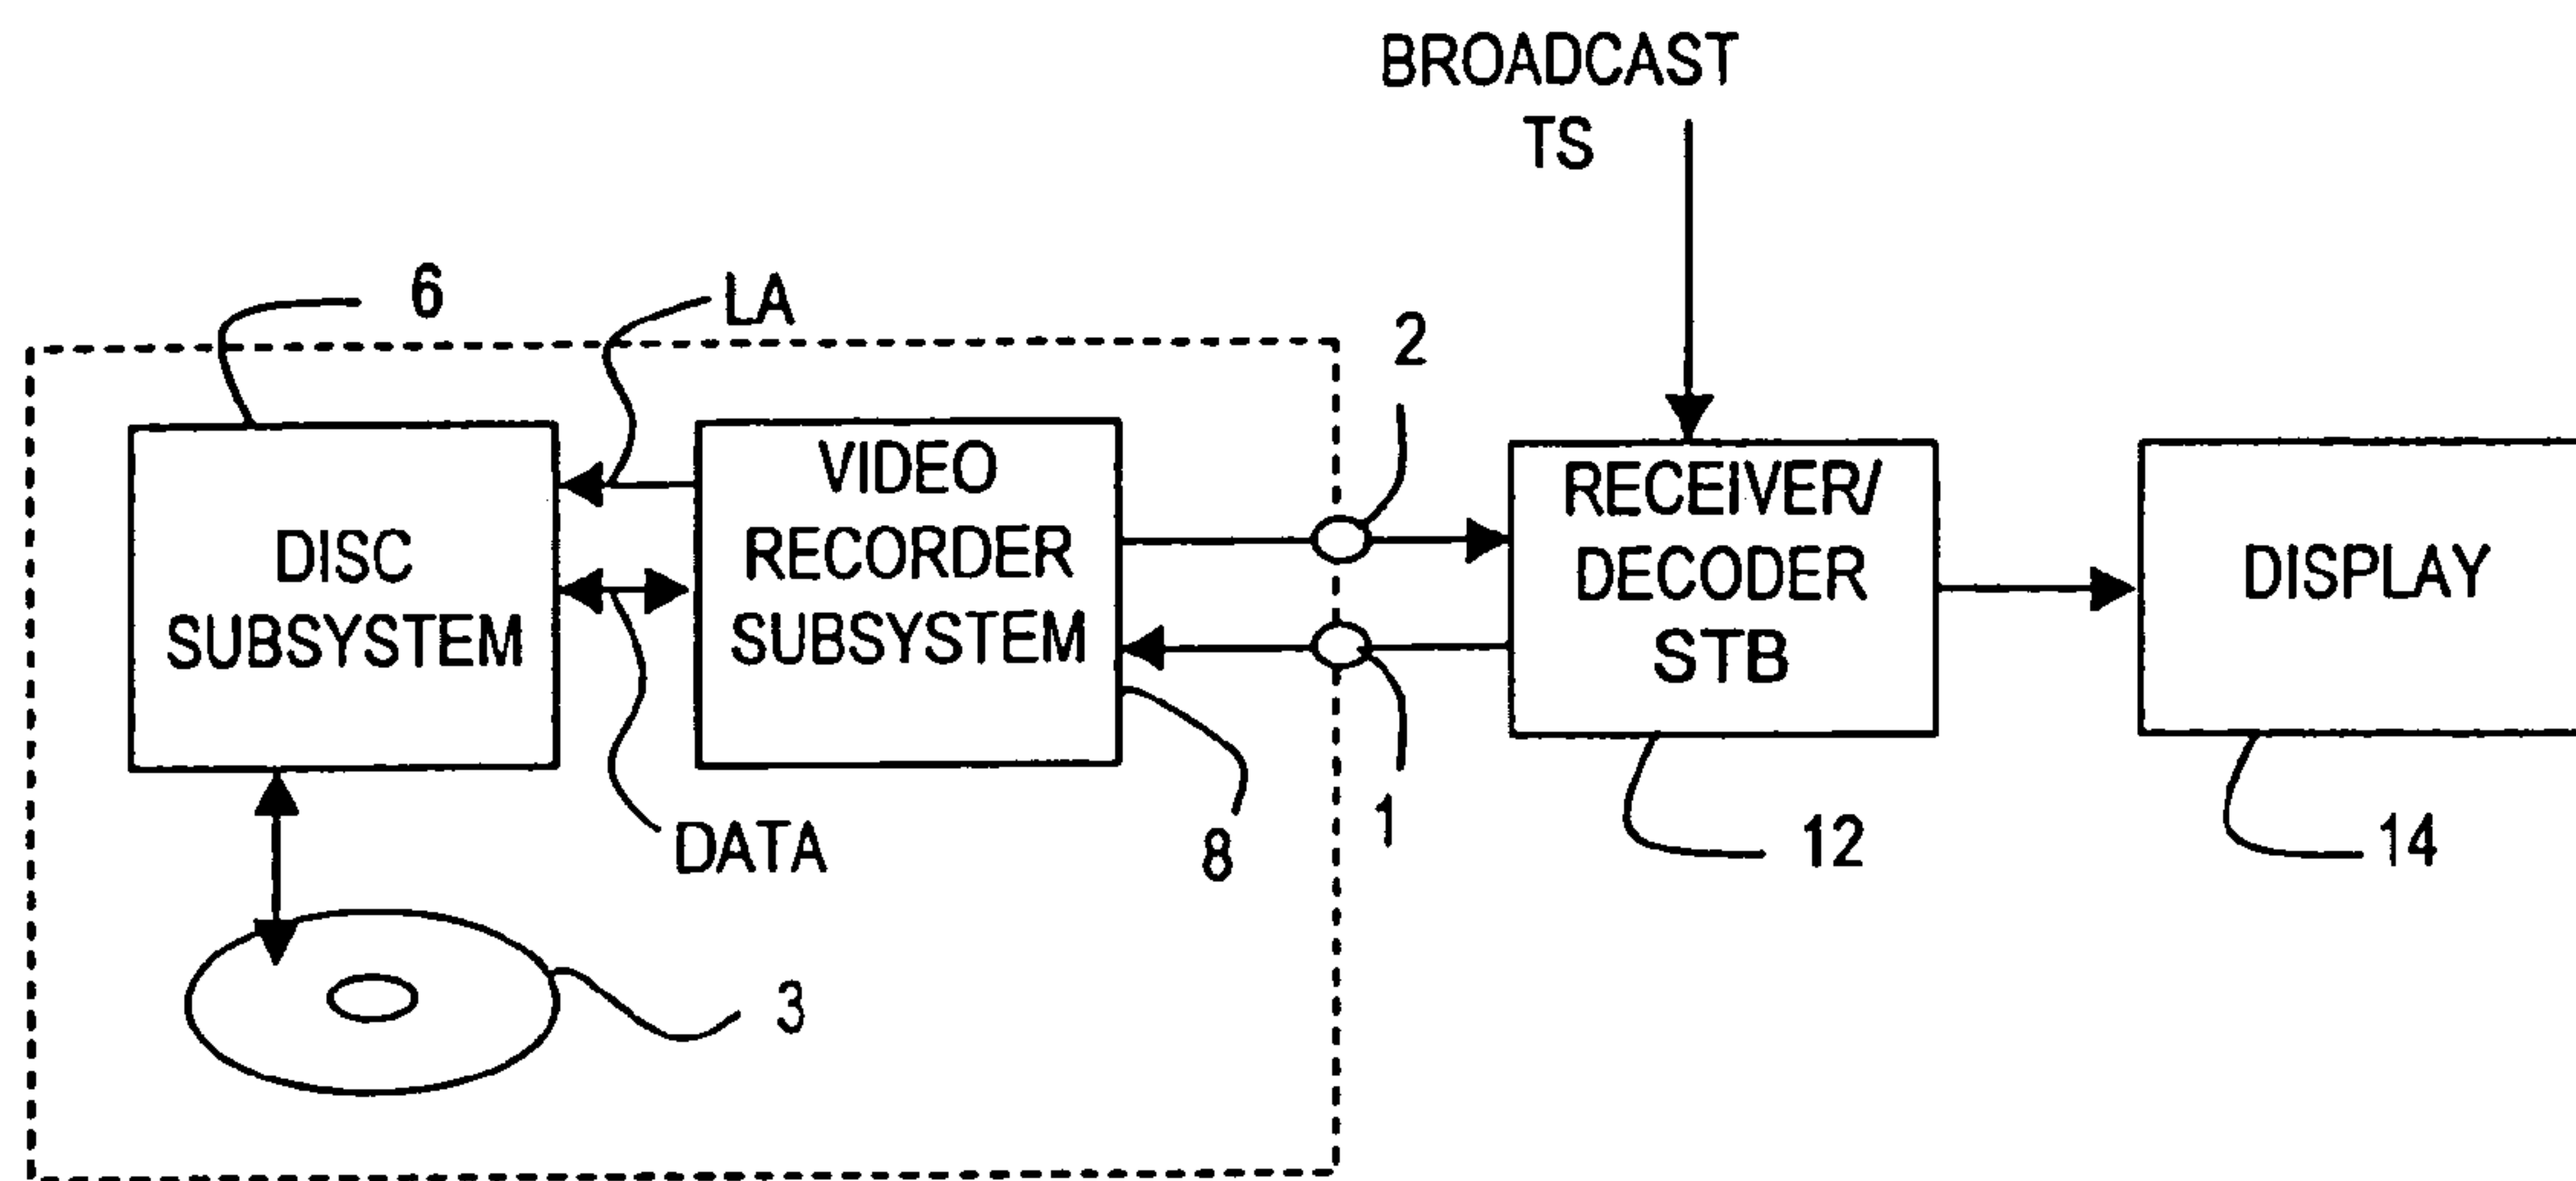 BROADCAST
TS
6
LA
2
DISC
SUBSYSTEM
VIDEO
RECORDER
SUBSYSTEM
RECEIVER/
DECODER
STB
DISPLAY
DATA
8
1
12
14
3